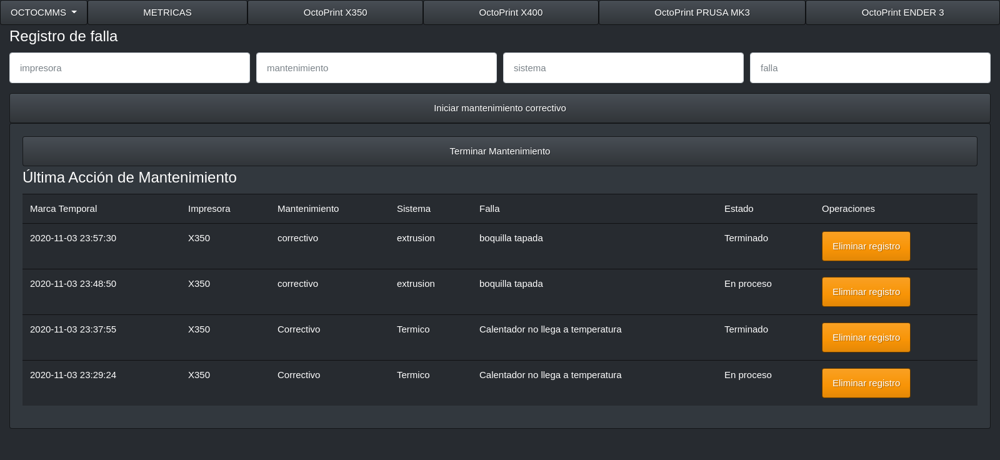 OCTOCMMS METRICAS OctoPrint X350 OctoPrint X400 OctoPrint PRUSA MK3 OctoPrint ENDER 3
Registro de falla
impresora mantenimiento sistema falla
Iniciar mantenimiento correctivo
Terminar Mantenimiento
Última Acción de Mantenimiento
Marca Temporal Impresora Mantenimiento Sistema Falla Estado Operaciones
2020-11-03 23:57:30 X350 correctivo extrusion boquilla tapada Terminado Eliminar registro
2020-11-03 23:48:50 X350 correctivo extrusion boquilla tapada En proceso Eliminar registro
2020-11-03 23:37:55 X350 Correctivo Termico Calentador no llega a temperatura Terminado Eliminar registro
2020-11-03 23:29:24 X350 Correctivo Termico Calentador no llega a temperatura En proceso Eliminar registro